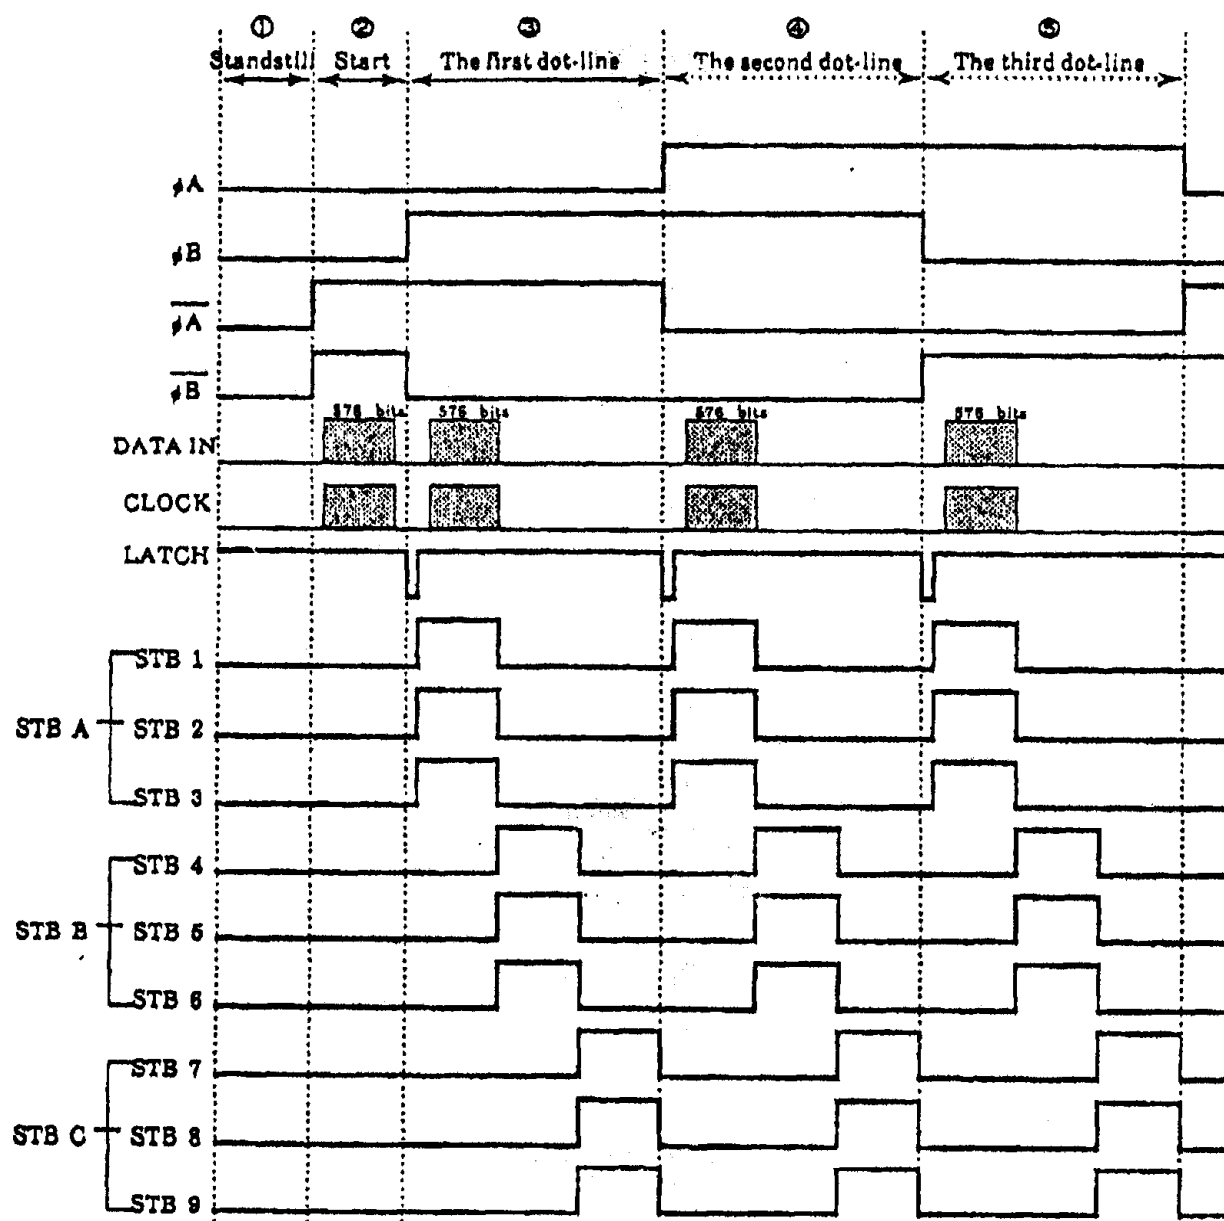 ① ② ③ ④ ⑤
Standstill Start The first dot-line The second dot-line The third dot-line
φA
φB
φA̅
φB̅
576 bits 576 bits 576 bits 576 bits
DATA IN
CLOCK
LATCH
STB 1
STB A STB 2
STB 3
STB 4
STB B STB 5
STB 6
STB 7
STB C STB 8
STB 9